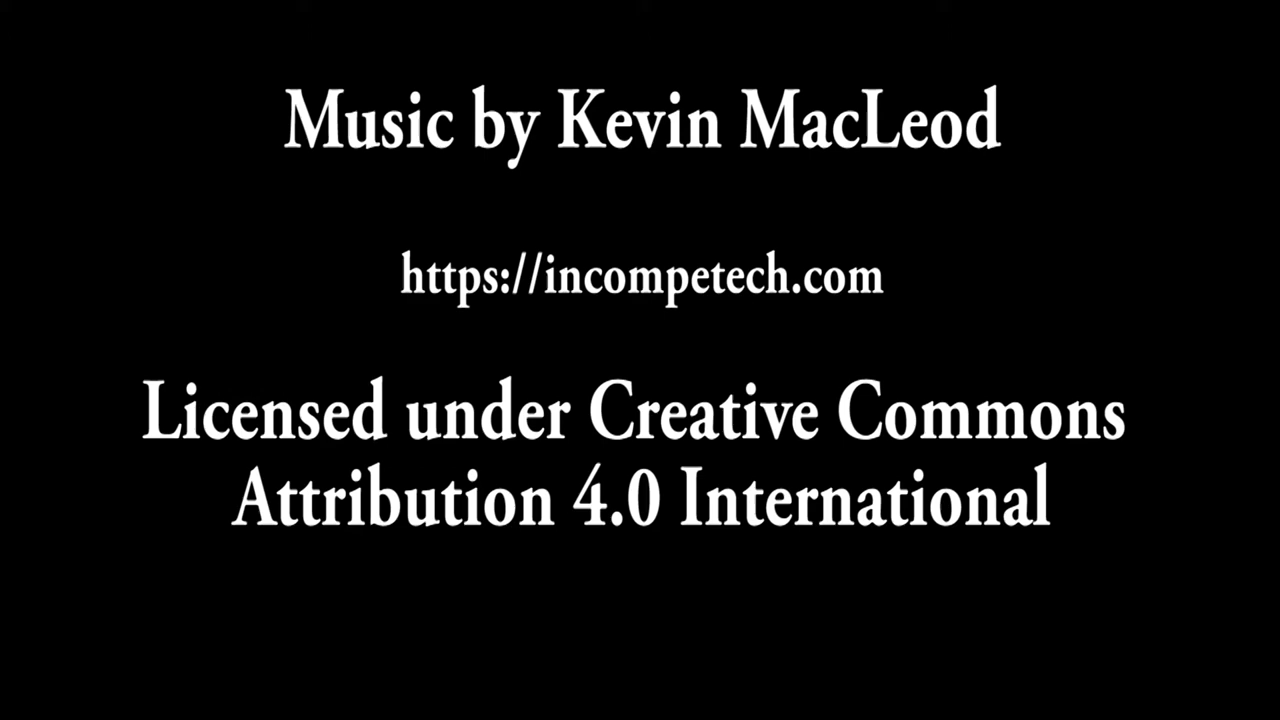 Music by Kevin MacLeod
https://incompetech.com
Licensed under Creative Commons
Attribution 4.0 International